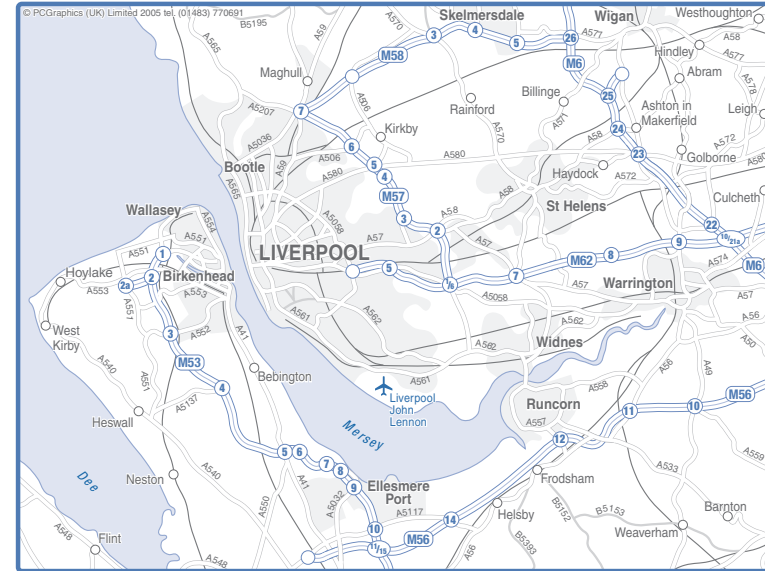 © PCGraphics (UK) Limited 2005 tel. (01483) 770691
Skelmersdale
Wigan
Westhoughton
B5195
A59
A570
3
4
5
26
A571
A58
A565
M58
M6
Hindley
A577
Maghull
Abram
A578
Billinge
25
A5207
7
A506
Rainford
Ashton in
Makerfield
Leigh
A5036
Kirkby
A570
A571
A58
24
A572
Bootle
A59
6
A506
5
A580
23
Golborne
A580
A565
A580
4
Haydock
A572
M57
A58
Culcheth
Wallasey
A554
A5058
3
A58
St Helens
22
A551
A57
2
A57
10/21a
A551
1
LIVERPOOL
M62
8
9
A574
Hoylake
2
Birkenhead
5
7
M6
A553
2a
A553
1/6
A57
Warrington
A551
A5058
A57
A561
A562
A562
A56
West
Kirby
3
A552
A41
A562
Widnes
A50
A540
M53
A561
A56
A49
A551
Bebington
Liverpool
John
Lennon
A558
M56
4
A5137
Runcorn
11
10
Heswall
Mersey
A557
12
5
6
7
8
A559
Dee
Neston
A540
A41
9
Ellesmere
Port
A533
Frodsham
A550
A5032
A5117
Helsby
B5152
B5153
Barnton
A548
10
14
M56
Weaverham
Flint
A548
11/15
A56
B5393